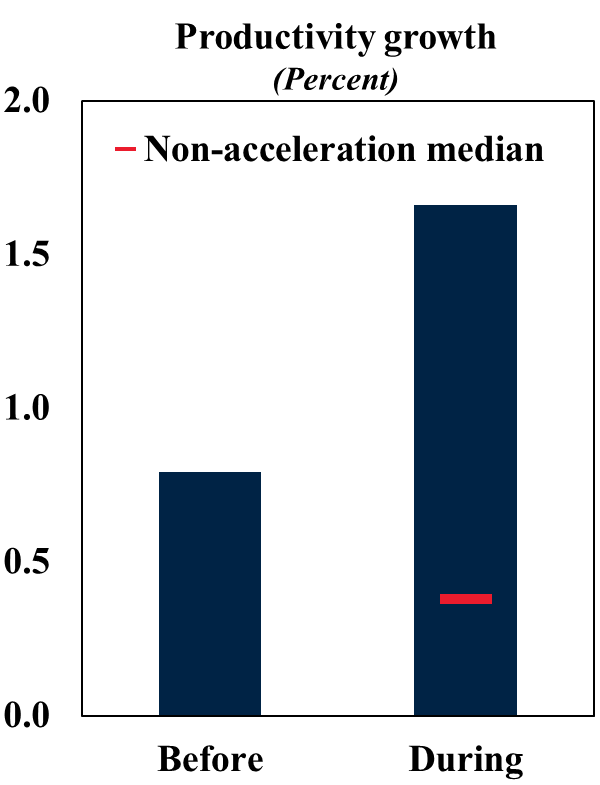 Productivity growth
(Percent)
2.0
Non-acceleration median
1.5
1.0
0.5
0.0
Before During